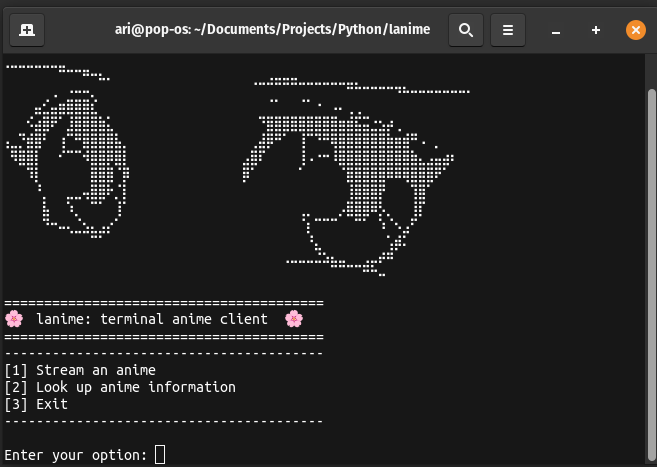 ari@pop-os: ~/Documents/Projects/Python/lanime
========================================
🌸 lanime: terminal anime client 🌸
========================================
----------------------------------------
[1] Stream an anime
[2] Look up anime information
[3] Exit
----------------------------------------
Enter your option: